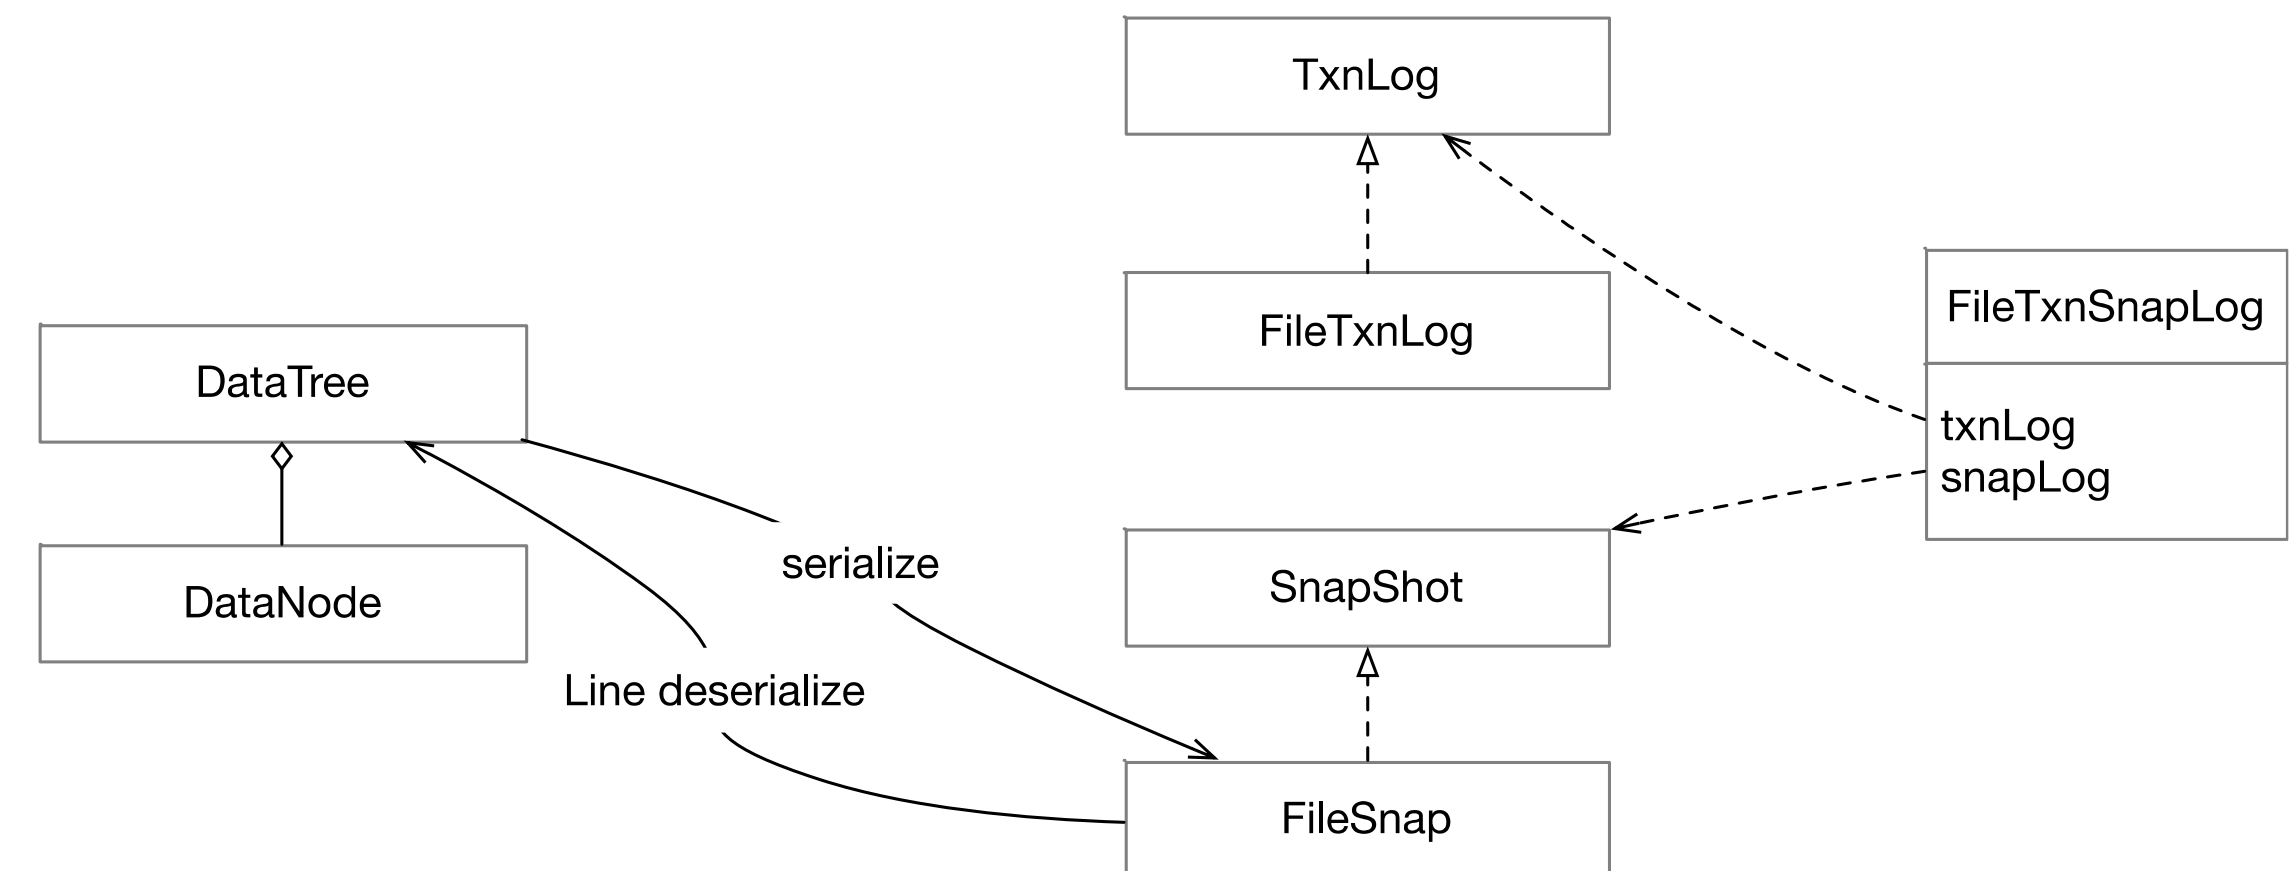 TxnLog
FileTxnLog
FileTxnSnapLog
txnLog
snapLog
DataTree
DataNode
serialize
Line deserialize
SnapShot
FileSnap